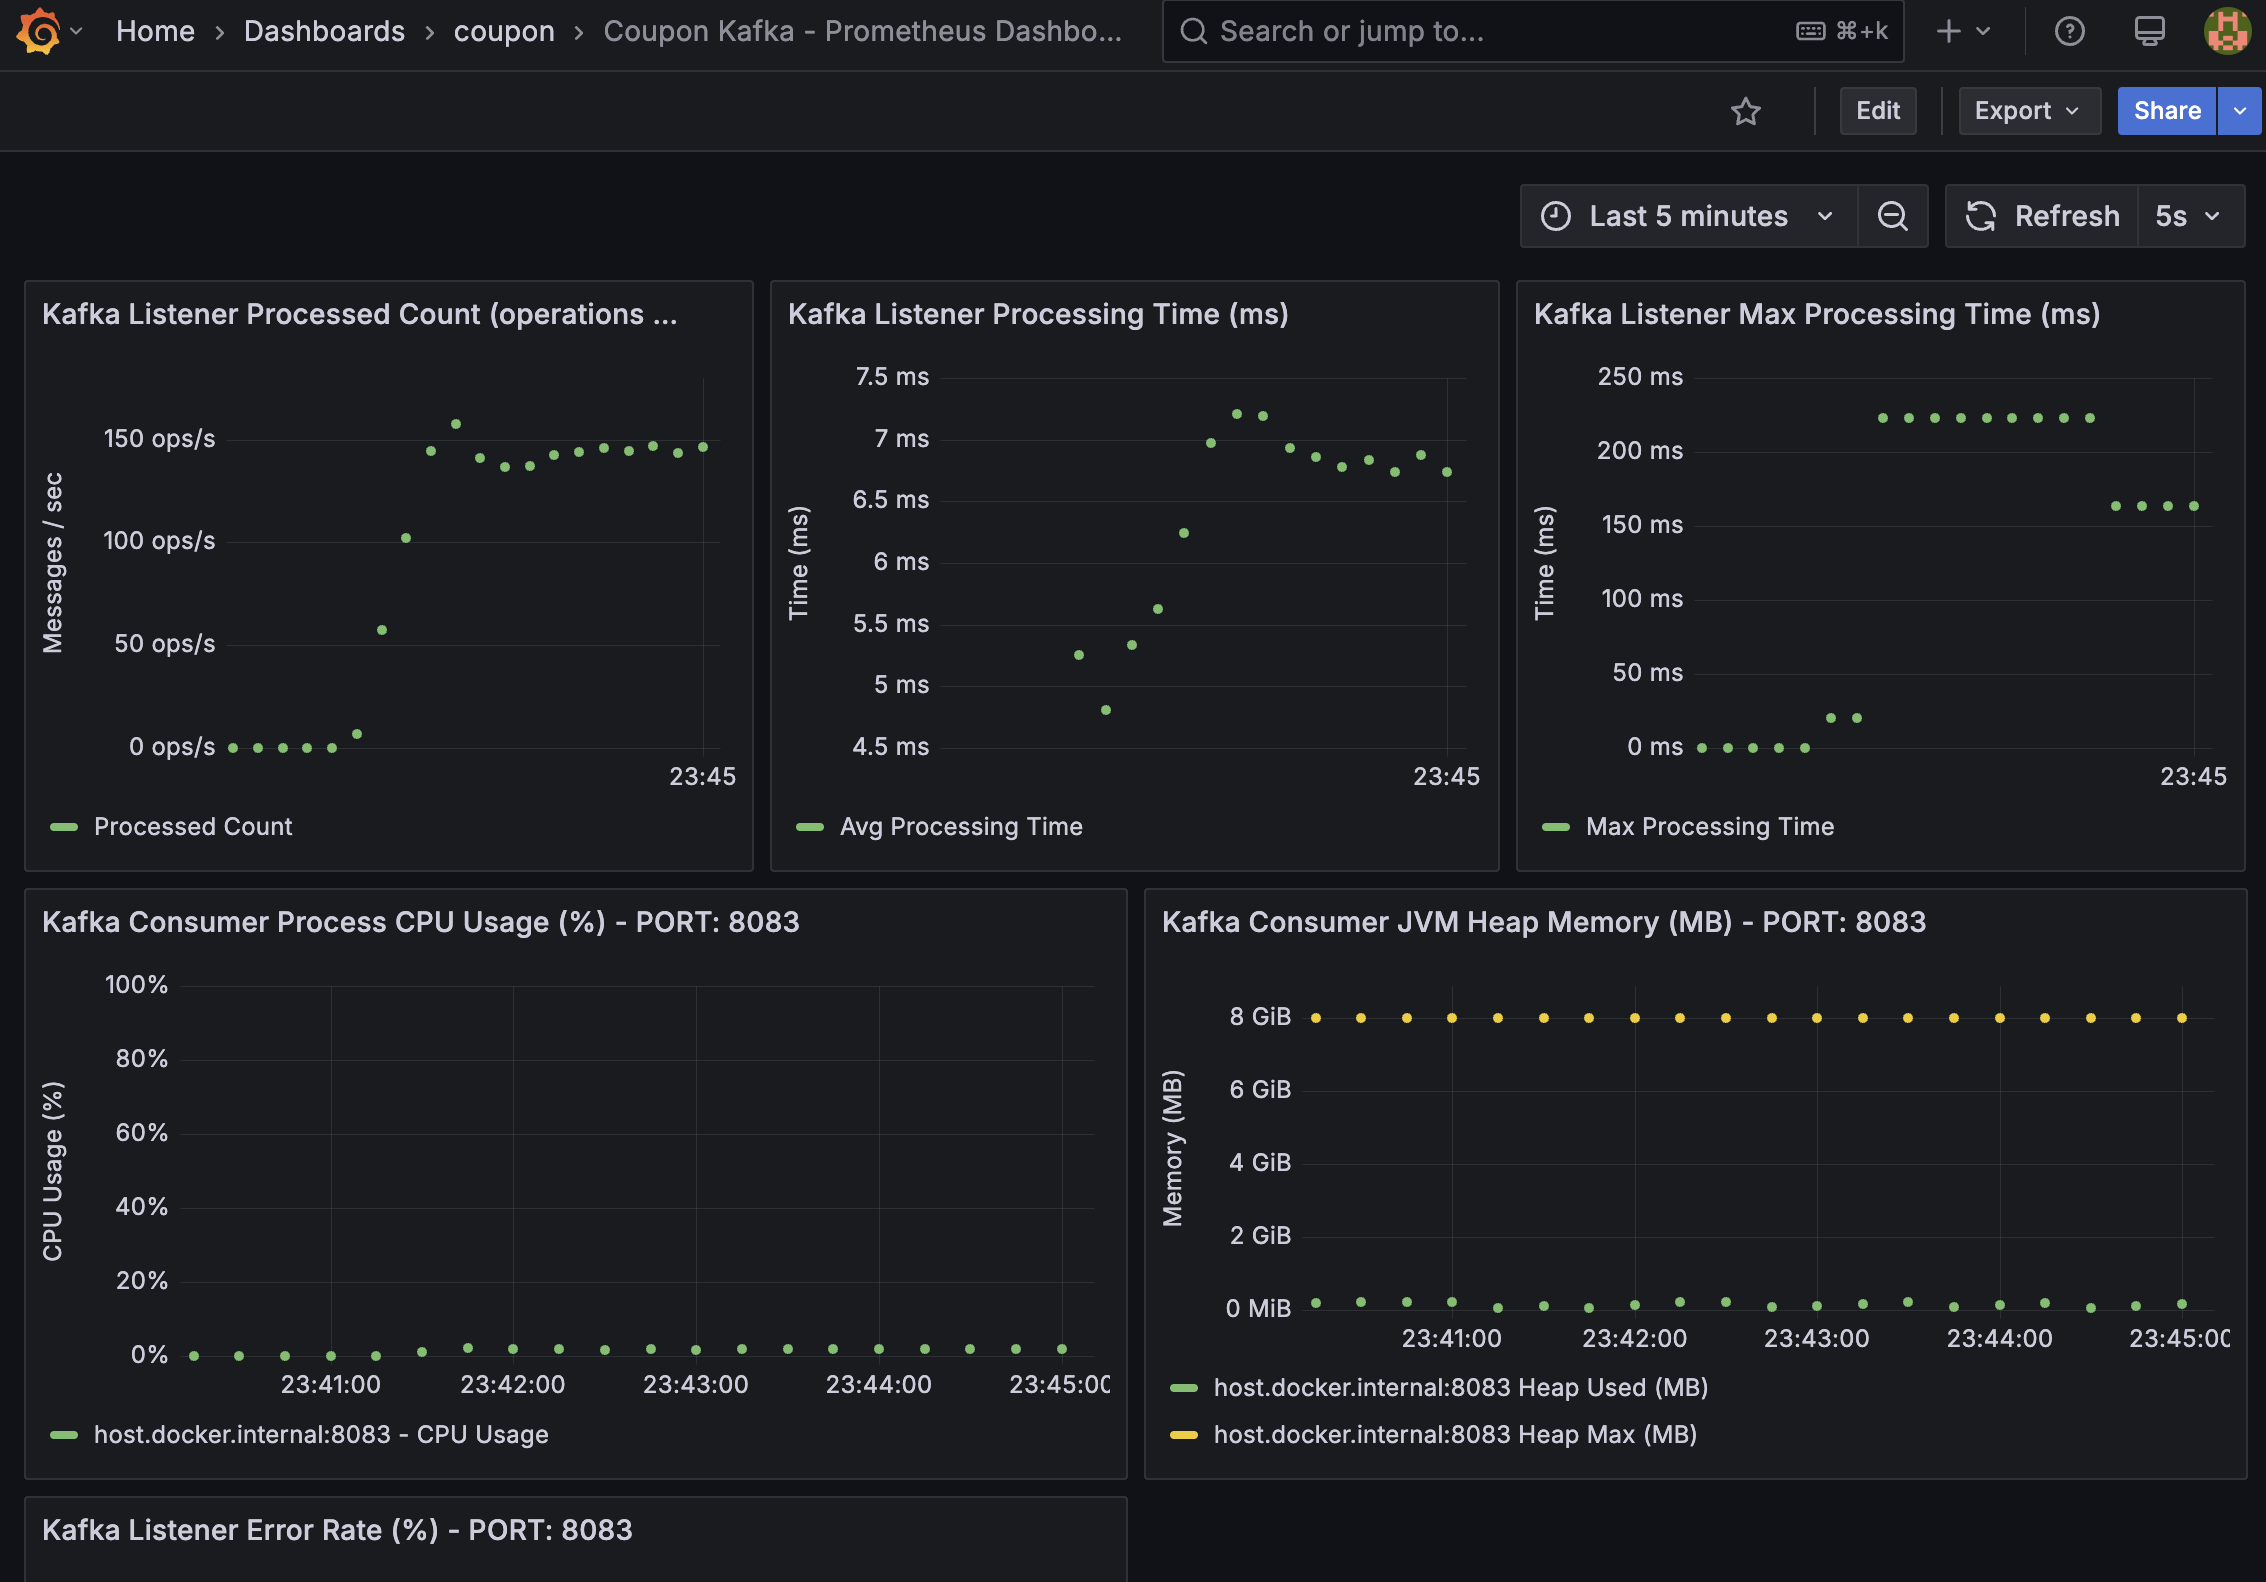 Home › Dashboards › coupon › Coupon Kafka - Prometheus Dashbo...
Search or jump to...
⌘+k
Edit
Export
Share
Last 5 minutes
Refresh
5s
Kafka Listener Processed Count (operations ...
Messages / sec
150 ops/s
100 ops/s
50 ops/s
0 ops/s
23:45
Processed Count
Kafka Listener Processing Time (ms)
Time (ms)
7.5 ms
7 ms
6.5 ms
6 ms
5.5 ms
5 ms
4.5 ms
23:45
Avg Processing Time
Kafka Listener Max Processing Time (ms)
Time (ms)
250 ms
200 ms
150 ms
100 ms
50 ms
0 ms
23:45
Max Processing Time
Kafka Consumer Process CPU Usage (%) - PORT: 8083
CPU Usage (%)
100%
80%
60%
40%
20%
0%
23:41:00 23:42:00 23:43:00 23:44:00 23:45:00
host.docker.internal:8083 - CPU Usage
Kafka Consumer JVM Heap Memory (MB) - PORT: 8083
Memory (MB)
8 GiB
6 GiB
4 GiB
2 GiB
0 MiB
23:41:00 23:42:00 23:43:00 23:44:00 23:45:00
host.docker.internal:8083 Heap Used (MB)
host.docker.internal:8083 Heap Max (MB)
Kafka Listener Error Rate (%) - PORT: 8083